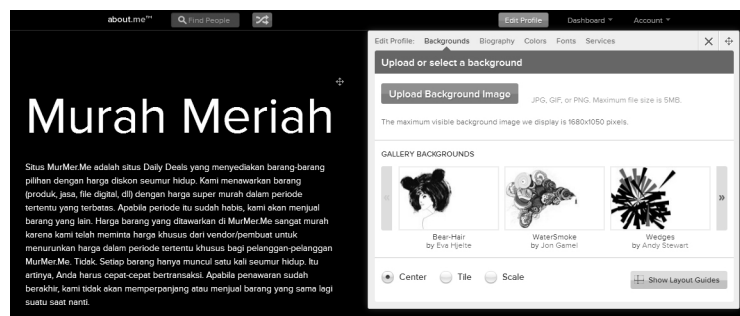 about.me™ Find People Edit Profile Dashboard Account
Edit Profile: Backgrounds Biography Colors Fonts Services
Upload or select a background
Upload Background Image JPG, GIF, or PNG. Maximum file size is 5MB.
The maximum visible background image we display is 1680x1050 pixels.
GALLERY BACKGROUNDS
« »
Bear-Hair WaterSmoke Wedges
by Eva Hjelte by Jon Gamel by Andy Stewart
Center Tile Scale Show Layout Guides
Murah Meriah
Situs MurMer.Me adalah situs Daily Deals yang menyediakan barang-barang
pilihan dengan harga diskon seumur hidup. Kami menawarkan barang
(produk, jasa, file digital, dll) dengan harga super murah dalam periode
tertentu yang terbatas. Apabila periode itu sudah habis, kami akan menjual
barang yang lain. Harga barang yang ditawarkan di MurMer.Me sangat murah
karena kami telah meminta harga khusus dari vendor/pembuat untuk
menurunkan harga dalam periode tertentu khusus bagi pelanggan-pelanggan
MurMer.Me. Tidak. Setiap barang hanya muncul satu kali seumur hidup. Itu
artinya, Anda harus cepat-cepat bertransaksi. Apabila penawaran sudah
berakhir, kami tidak akan memperpanjang atau menjual barang yang sama lagi
suatu saat nanti.